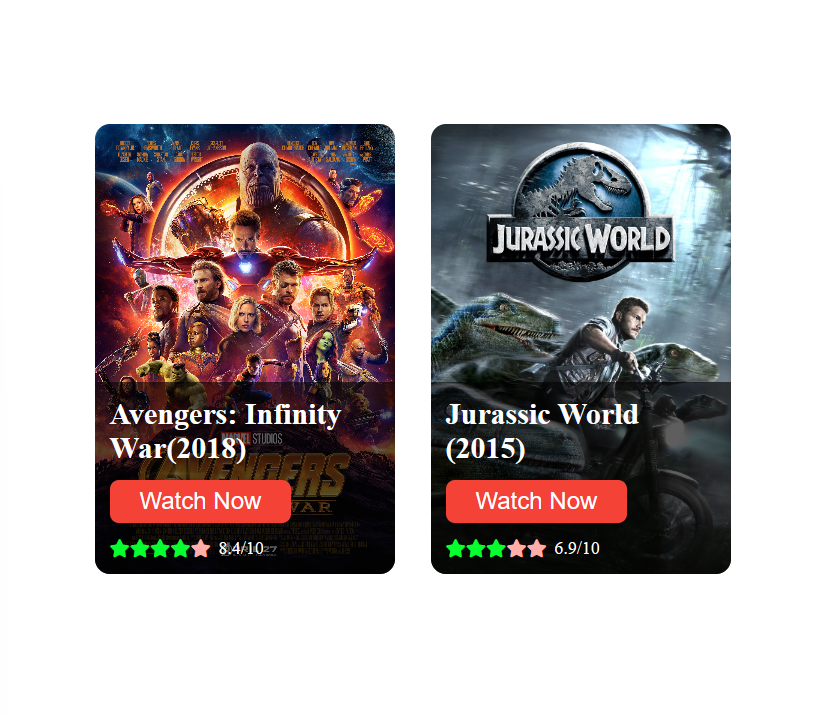 JURASSIC WORLD
Avengers: Infinity
War(2018)
MARVEL STUDIOS
AVENGERS
WAR
Watch Now
8.4/10
27
Jurassic World
(2015)
Watch Now
6.9/10